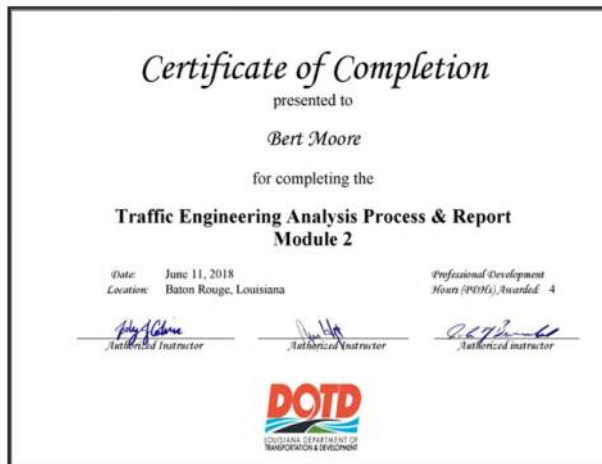 Certificate of Completion
presented to
Bert Moore
for completing the
Traffic Engineering Analysis Process & Report
Module 2
Date: June 11, 2018
Location: Baton Rouge, Louisiana
Professional Development
Hours (PDHs) Awarded: 4
Authorized Instructor
Authorized Instructor
Authorized instructor
DOTD
LOUISIANA DEPARTMENT OF
TRANSPORTATION & DEVELOPMENT